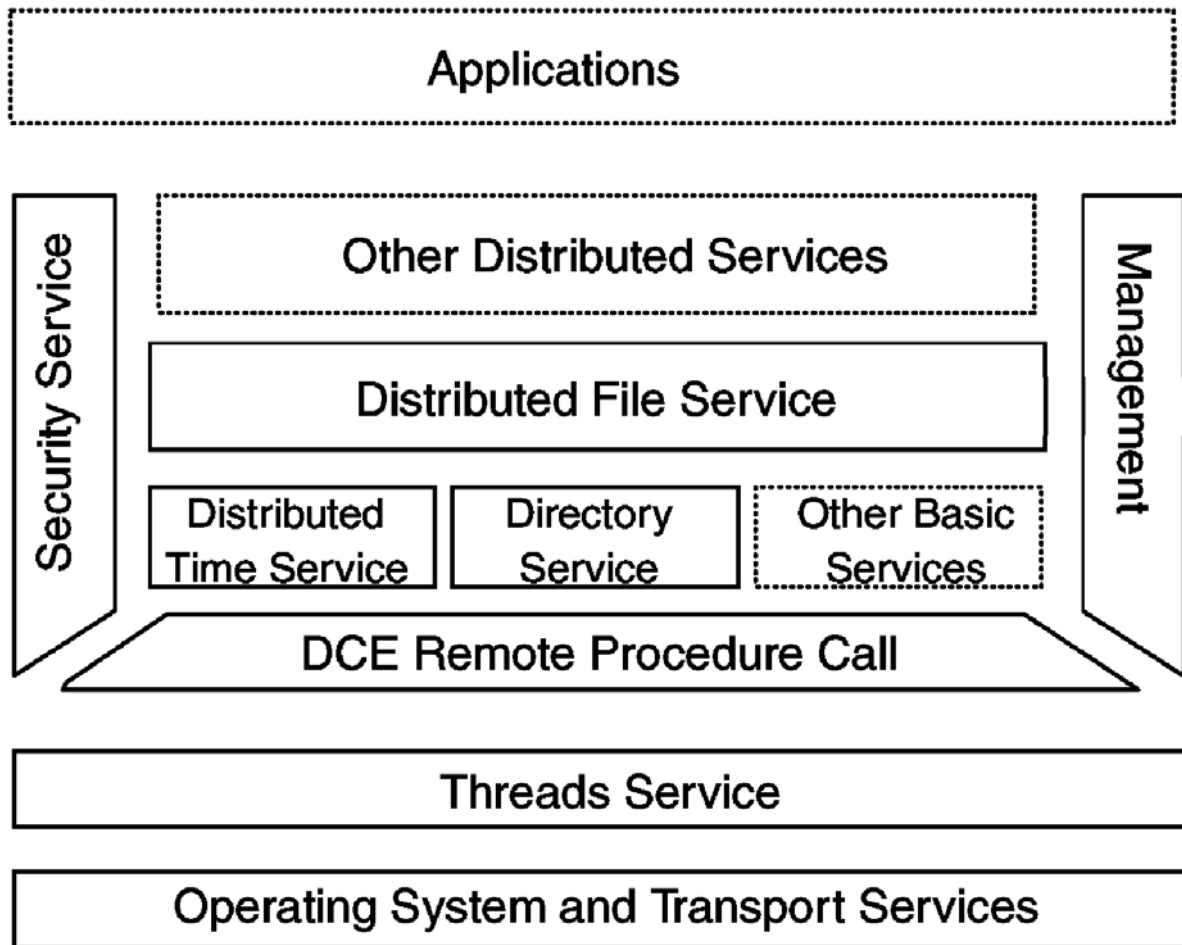 Applications
Security Service
Other Distributed Services
Management
Distributed File Service
Distributed
Time Service
Directory
Service
Other Basic
Services
DCE Remote Procedure Call
Threads Service
Operating System and Transport Services